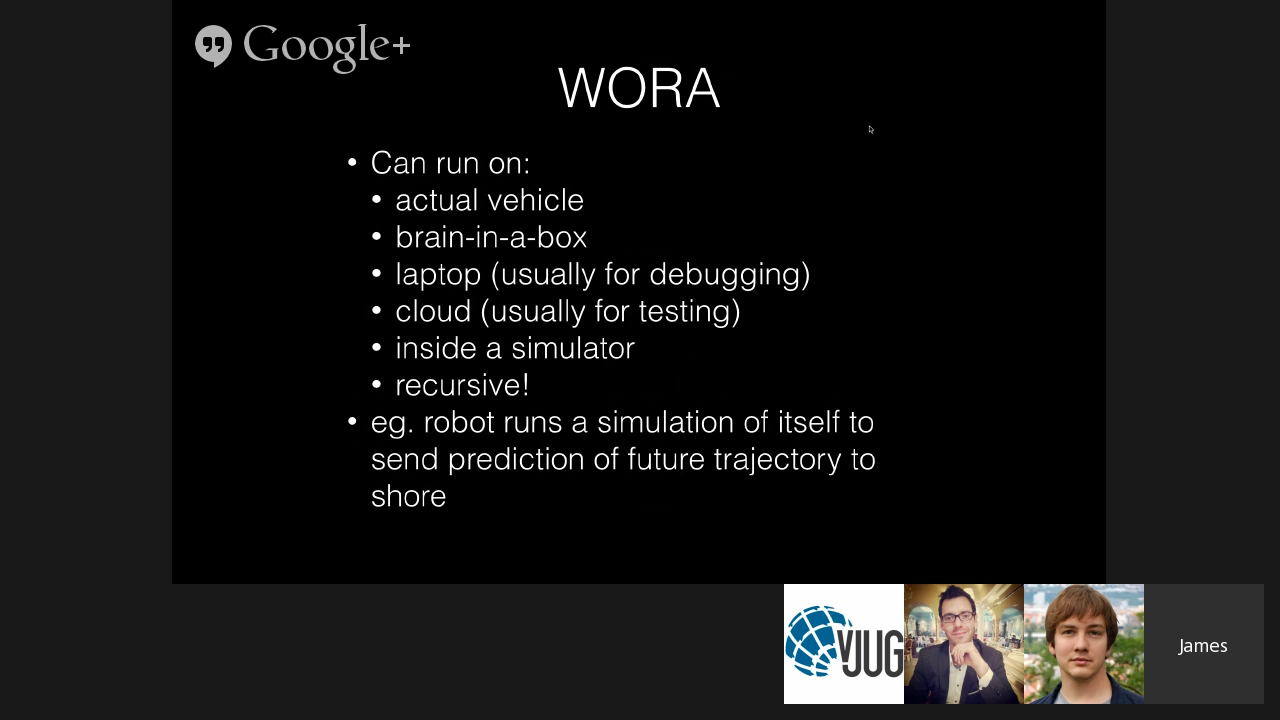 Google+
WORA
• Can run on:
• actual vehicle
• brain-in-a-box
• laptop (usually for debugging)
• cloud (usually for testing)
• inside a simulator
• recursive!
• eg. robot runs a simulation of itself to
send prediction of future trajectory to
shore
vJUG
James